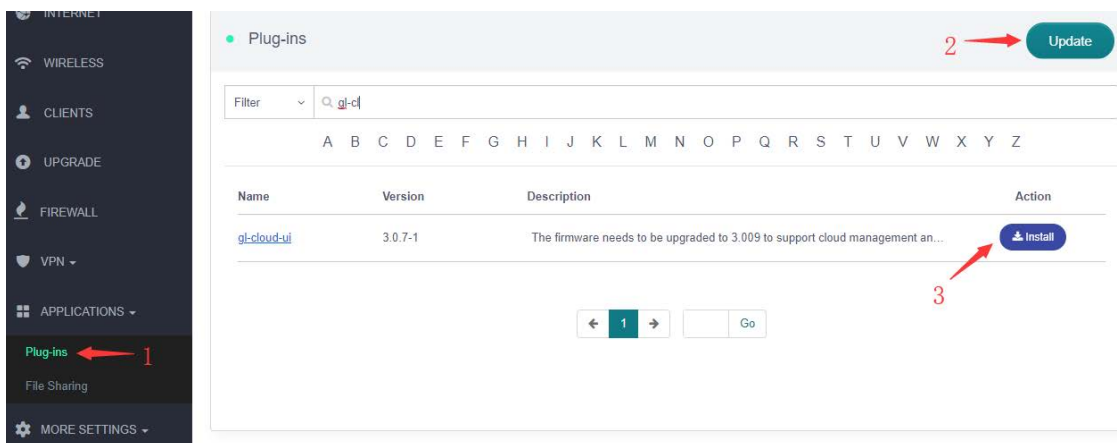 INTERNET
WIRELESS
CLIENTS
UPGRADE
FIREWALL
VPN
APPLICATIONS
Plug-ins
1
File Sharing
MORE SETTINGS
Plug-ins
2
Update
Filter
gl-cl
A B C D E F G H I J K L M N O P Q R S T U V W X Y Z
Name Version Description Action
gl-cloud-ui 3.0.7-1 The firmware needs to be upgraded to 3.009 to support cloud management an... Install
3
1 Go